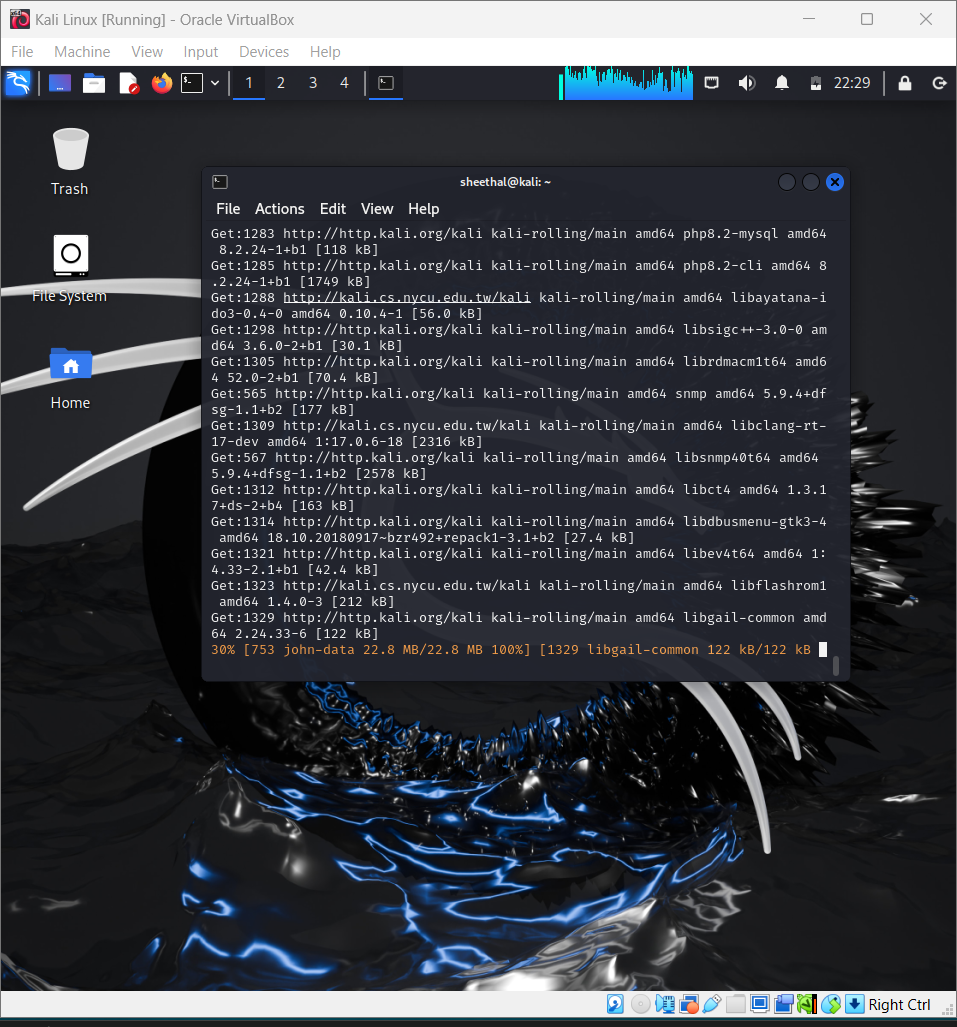 Kali Linux [Running] - Oracle VirtualBox
File Machine View Input Devices Help
1 2 3 4 22:29
Trash
File System
Home
sheethal@kali: ~
File Actions Edit View Help
Get:1283 http://http.kali.org/kali kali-rolling/main amd64 php8.2-mysql amd64
8.2.24-1+b1 [118 kB]
Get:1285 http://http.kali.org/kali kali-rolling/main amd64 php8.2-cli amd64 8
.2.24-1+b1 [1749 kB]
Get:1288 http://kali.cs.nycu.edu.tw/kali kali-rolling/main amd64 libayatana-i
do3-0.4-0 amd64 0.10.4-1 [56.0 kB]
Get:1298 http://http.kali.org/kali kali-rolling/main amd64 libsigc++-3.0-0 am
d64 3.6.0-2+b1 [30.1 kB]
Get:1305 http://http.kali.org/kali kali-rolling/main amd64 librdmacm1t64 amd6
4 52.0-2+b1 [70.4 kB]
Get:565 http://http.kali.org/kali kali-rolling/main amd64 snmp amd64 5.9.4+df
sg-1.1+b2 [177 kB]
Get:1309 http://kali.cs.nycu.edu.tw/kali kali-rolling/main amd64 libclang-rt-
17-dev amd64 1:17.0.6-18 [2316 kB]
Get:567 http://http.kali.org/kali kali-rolling/main amd64 libsnmp40t64 amd64
5.9.4+dfsg-1.1+b2 [2578 kB]
Get:1312 http://http.kali.org/kali kali-rolling/main amd64 libct4 amd64 1.3.1
7+ds-2+b4 [163 kB]
Get:1314 http://http.kali.org/kali kali-rolling/main amd64 libdbusmenu-gtk3-4
amd64 18.10.20180917~bzr492+repack1-3.1+b2 [27.4 kB]
Get:1321 http://http.kali.org/kali kali-rolling/main amd64 libev4t64 amd64 1:
4.33-2.1+b1 [42.4 kB]
Get:1323 http://kali.cs.nycu.edu.tw/kali kali-rolling/main amd64 libflashrom1
amd64 1.4.0-3 [212 kB]
Get:1329 http://http.kali.org/kali kali-rolling/main amd64 libgail-common amd
64 2.24.33-6 [122 kB]
30% [753 john-data 22.8 MB/22.8 MB 100%] [1329 libgail-common 122 kB/122 kB
Right Ctrl